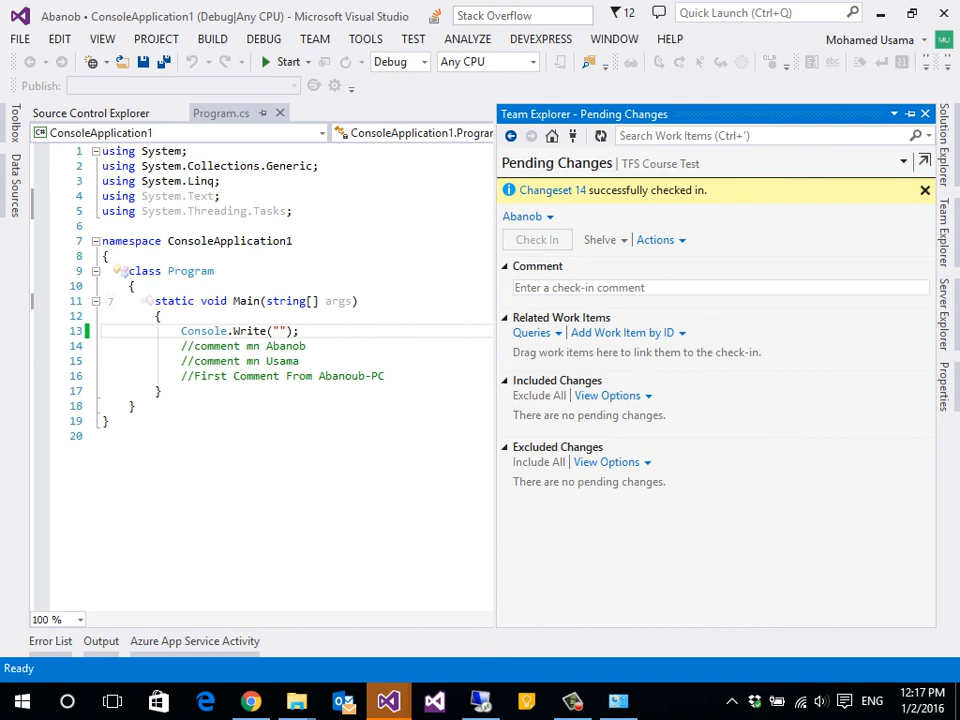 Abanob - ConsoleApplication1 (Debug|Any CPU) - Microsoft Visual Studio
Stack Overflow
12
Quick Launch (Ctrl+Q)
FILE EDIT VIEW PROJECT BUILD DEBUG TEAM TOOLS TEST ANALYZE DEVEXPRESS WINDOW HELP
Mohamed Usama MU
Start Debug Any CPU
Publish:
Toolbox
Data Sources
Source Control Explorer Program.cs
ConsoleApplication1 ConsoleApplication1.Program
1 using System;
2 using System.Collections.Generic;
3 using System.Linq;
4 using System.Text;
5 using System.Threading.Tasks;
6
7 namespace ConsoleApplication1
8 {
9 class Program
10 {
11 7 static void Main(string[] args)
12 {
13 Console.Write("");
14 //comment mn Abanob
15 //comment mn Usama
16 //First Comment From Abanoub-PC
17 }
18 }
19 }
20
100 %
Team Explorer - Pending Changes
Search Work Items (Ctrl+')
Pending Changes | TFS Course Test
Changeset 14 successfully checked in.
Abanob
Check In Shelve Actions
Comment
Enter a check-in comment
Related Work Items
Queries Add Work Item by ID
Drag work items here to link them to the check-in.
Included Changes
Exclude All View Options
There are no pending changes.
Excluded Changes
Include All View Options
There are no pending changes.
Solution Explorer
Team Explorer
Server Explorer
Properties
Error List Output Azure App Service Activity
Ready
ENG
12:17 PM
1/2/2016